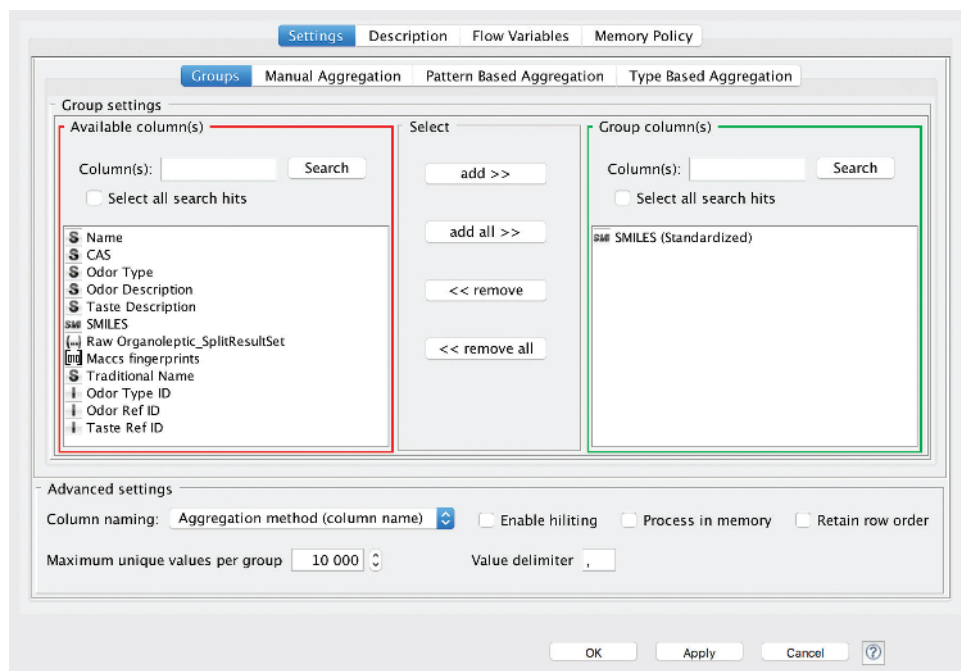 Settings Description Flow Variables Memory Policy
Groups Manual Aggregation Pattern Based Aggregation Type Based Aggregation
Group settings
Available column(s)
Column(s): Search
Select all search hits
S Name
S CAS
S Odor Type
S Odor Description
S Taste Description
SMI SMILES
{...} Raw Organoleptic_SplitResultSet
[010] Maccs fingerprints
S Traditional Name
I Odor Type ID
I Odor Ref ID
I Taste Ref ID
Select
add >>
add all >>
<< remove
<< remove all
Group column(s)
Column(s): Search
Select all search hits
SMI SMILES (Standardized)
Advanced settings
Column naming: Aggregation method (column name) Enable hiliting Process in memory Retain row order
Maximum unique values per group 10 000 Value delimiter ,
OK Apply Cancel ?